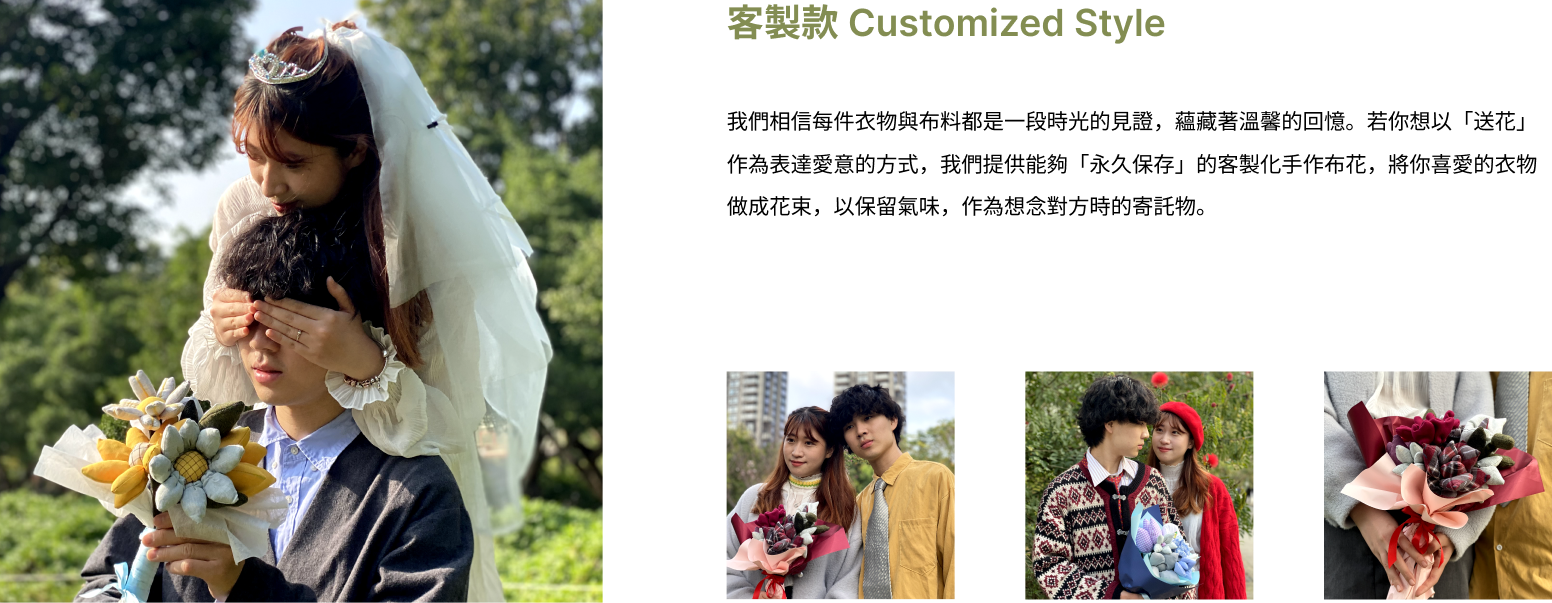 客製款 Customized Style
我們相信每件衣物與布料都是一段時光的見證，蘊藏著溫馨的回憶。若你想以「送花」
作為表達愛意的方式，我們提供能夠「永久保存」的客製化手作布花，將你喜愛的衣物
做成花束，以保留氣味，作為想念對方時的寄託物。